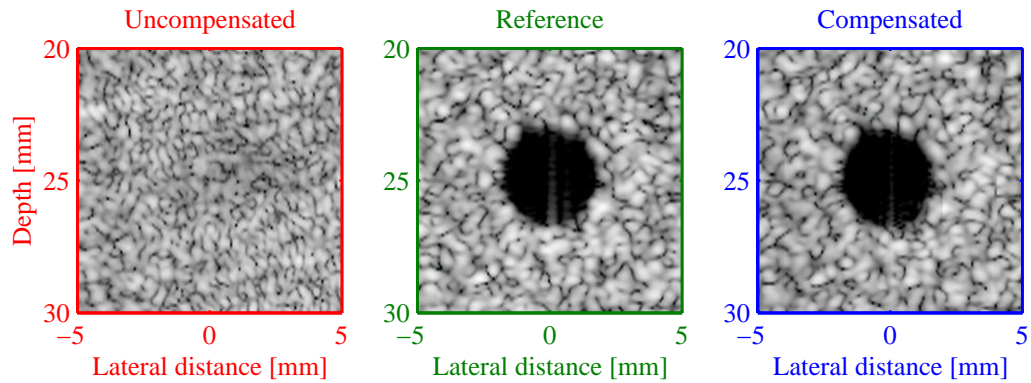 Uncompensated Reference Compensated
20 20 20
Depth [mm]
25 25 25
30 30 30
−5 0 5 −5 0 5 −5 0 5
Lateral distance [mm] Lateral distance [mm] Lateral distance [mm]